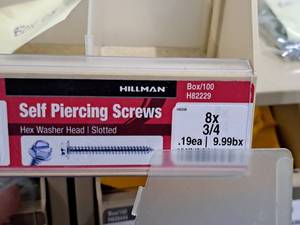 HILLMAN
Box/100
H82229
Self Piercing Screws
Hex Washer Head | Slotted
8x
3/4
.19ea | 9.99bx